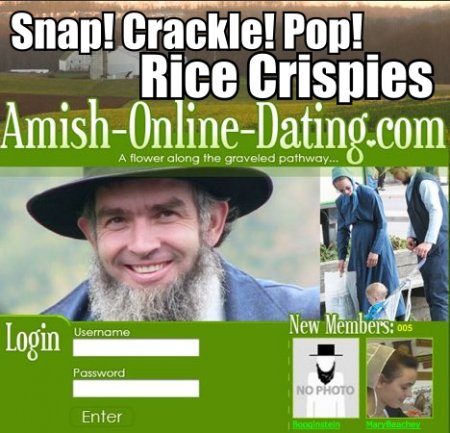 Snap! Crackle! Pop!
Rice Crispies
Amish-Online-Dating.com
A flower along the graveled pathway...
Login
Username
Password
Enter
New Members: 005
NO PHOTO
Booginstein
MaryBeachey